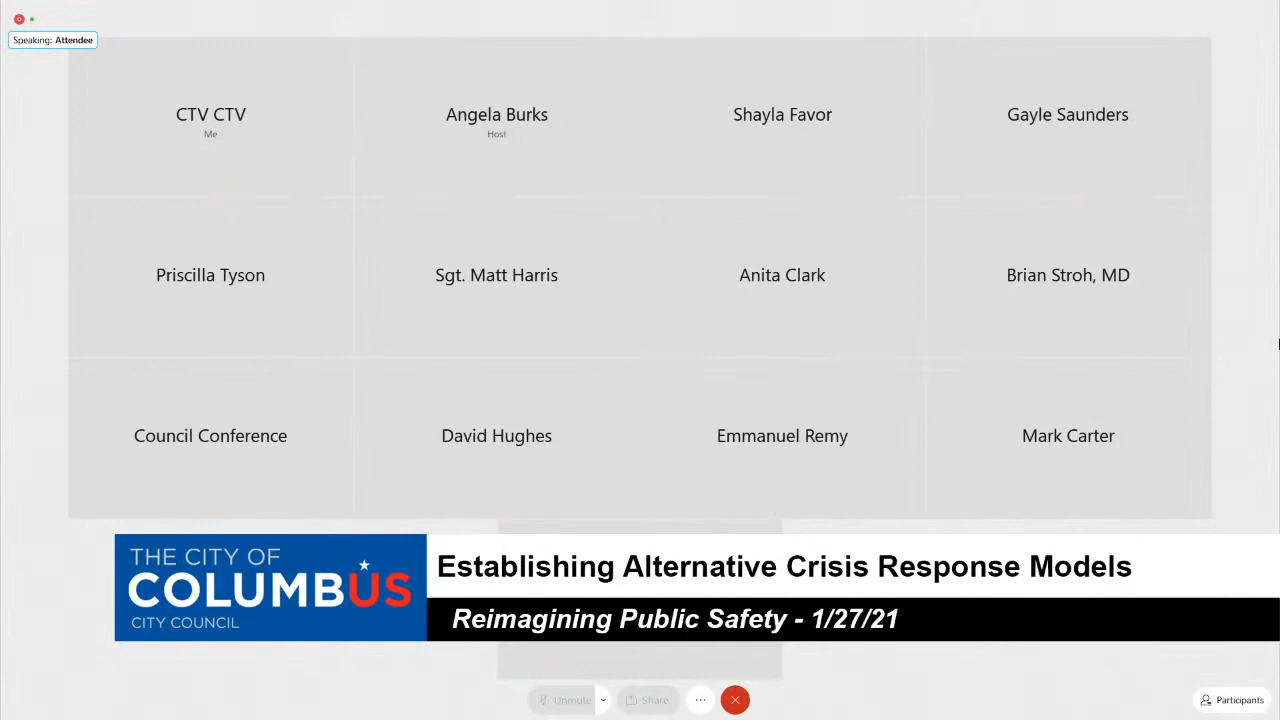 Speaking: Attendee
CTV CTV
Me
Angela Burks
Host
Shayla Favor
Gayle Saunders
Priscilla Tyson
Sgt. Matt Harris
Anita Clark
Brian Stroh, MD
Council Conference
David Hughes
Emmanuel Remy
Mark Carter
THE CITY OF
COLUMBUS
CITY COUNCIL
Establishing Alternative Crisis Response Models
Reimagining Public Safety - 1/27/21
Unmute
Share
Participants